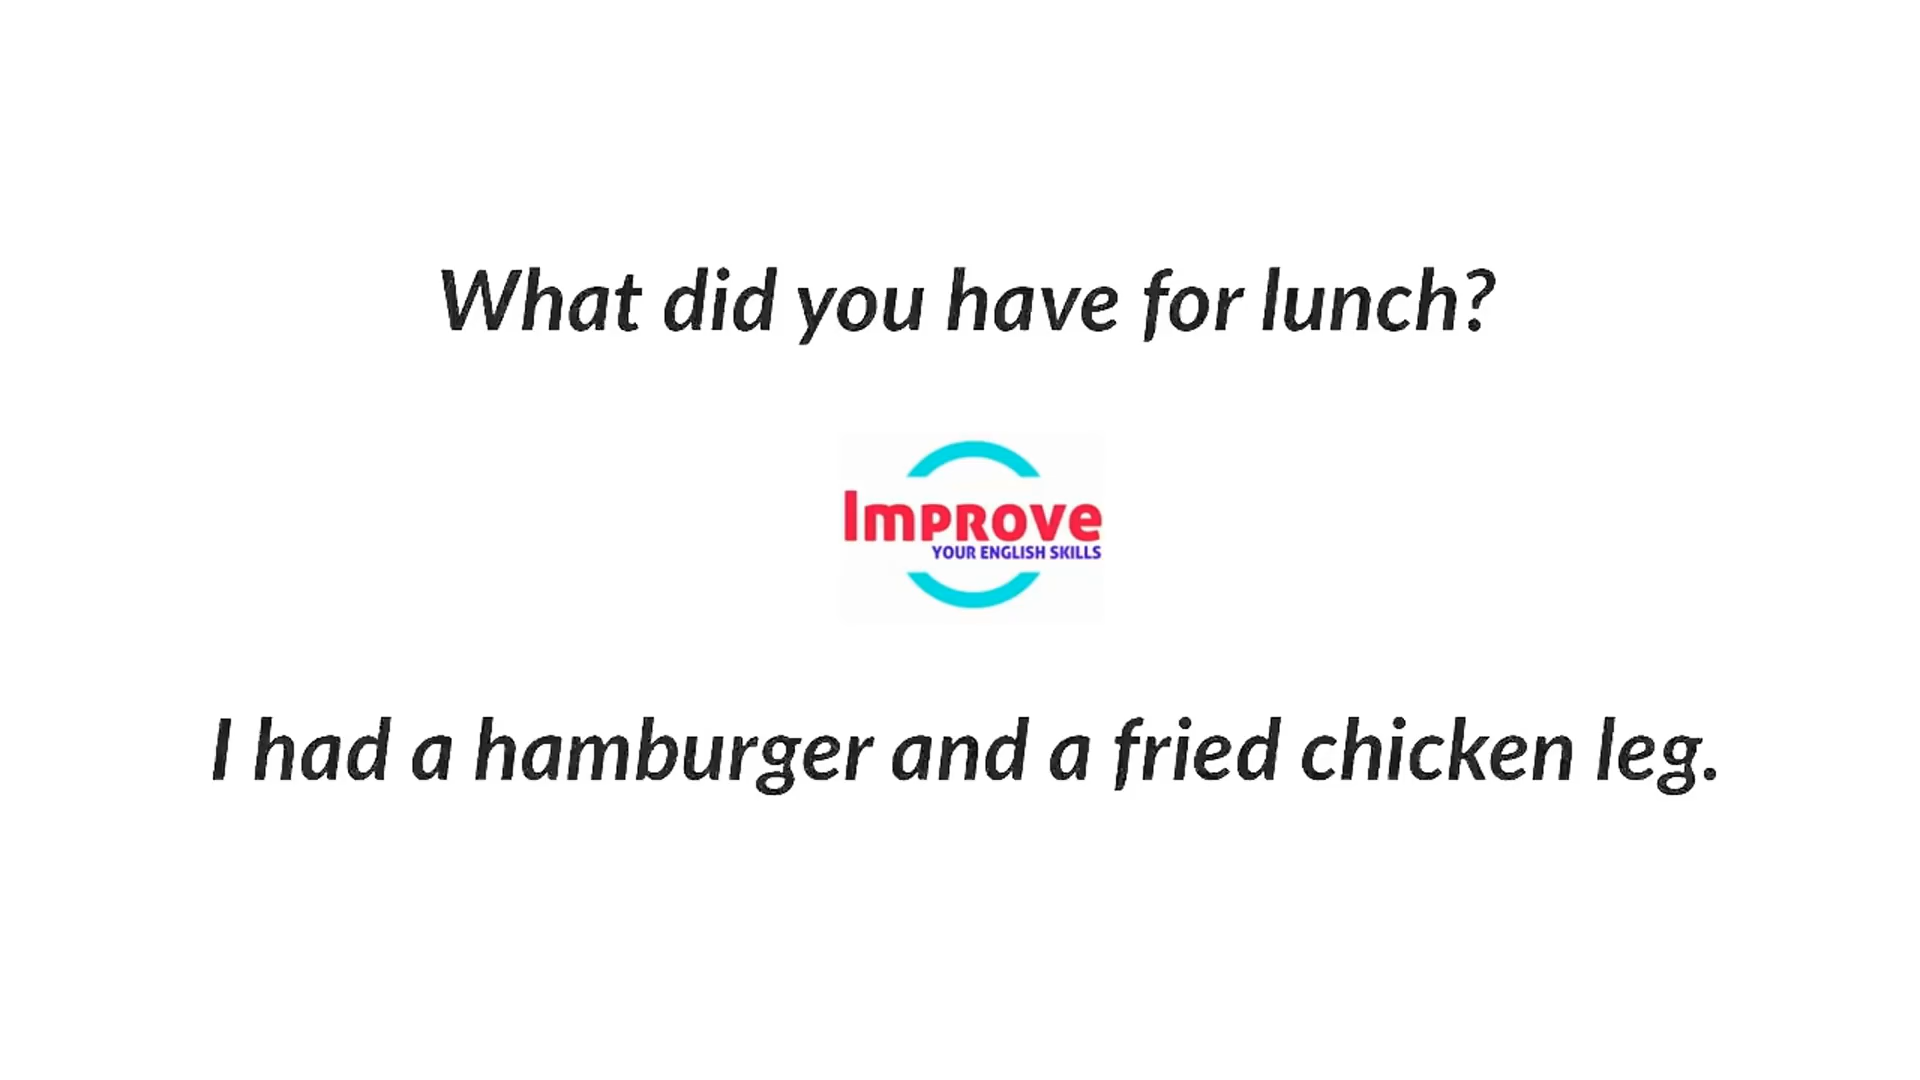 What did you have for lunch?
Improve
YOUR ENGLISH SKILLS
I had a hamburger and a fried chicken leg.